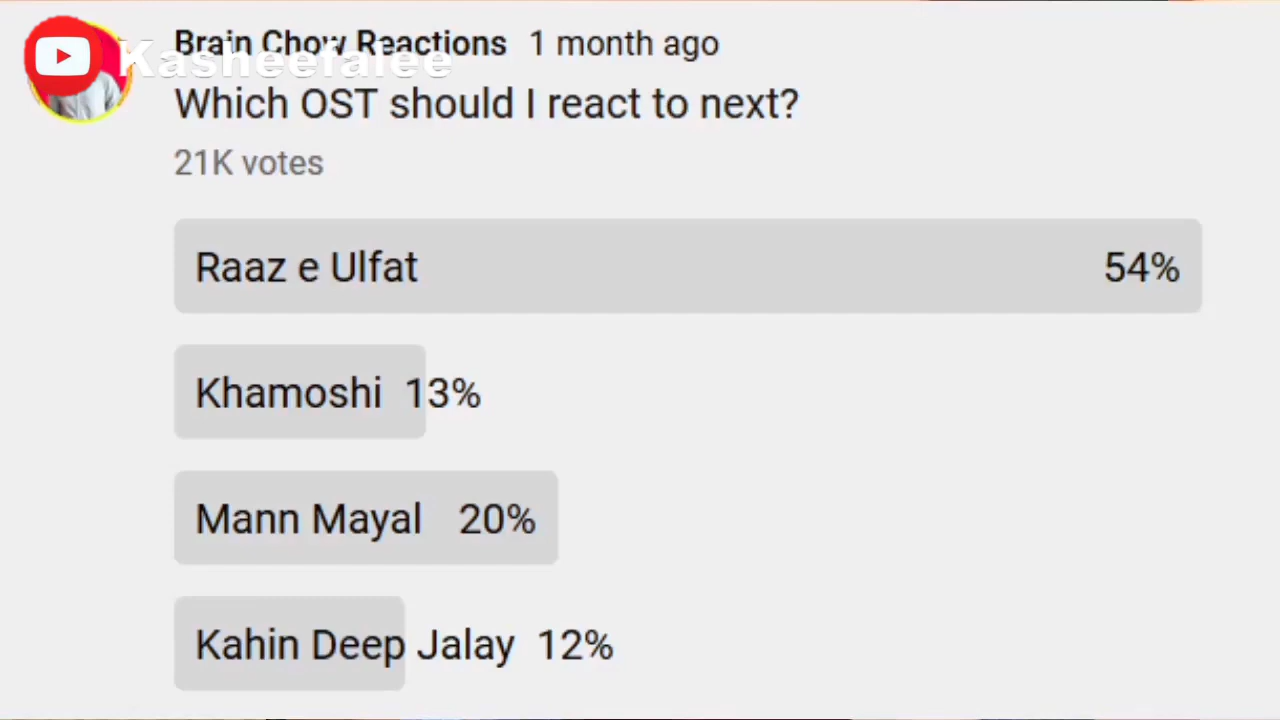 Brain Chow Reactions 1 month ago
Kasheefalee
Which OST should I react to next?
21K votes
Raaz e Ulfat 54%
Khamoshi 13%
Mann Mayal 20%
Kahin Deep Jalay 12%